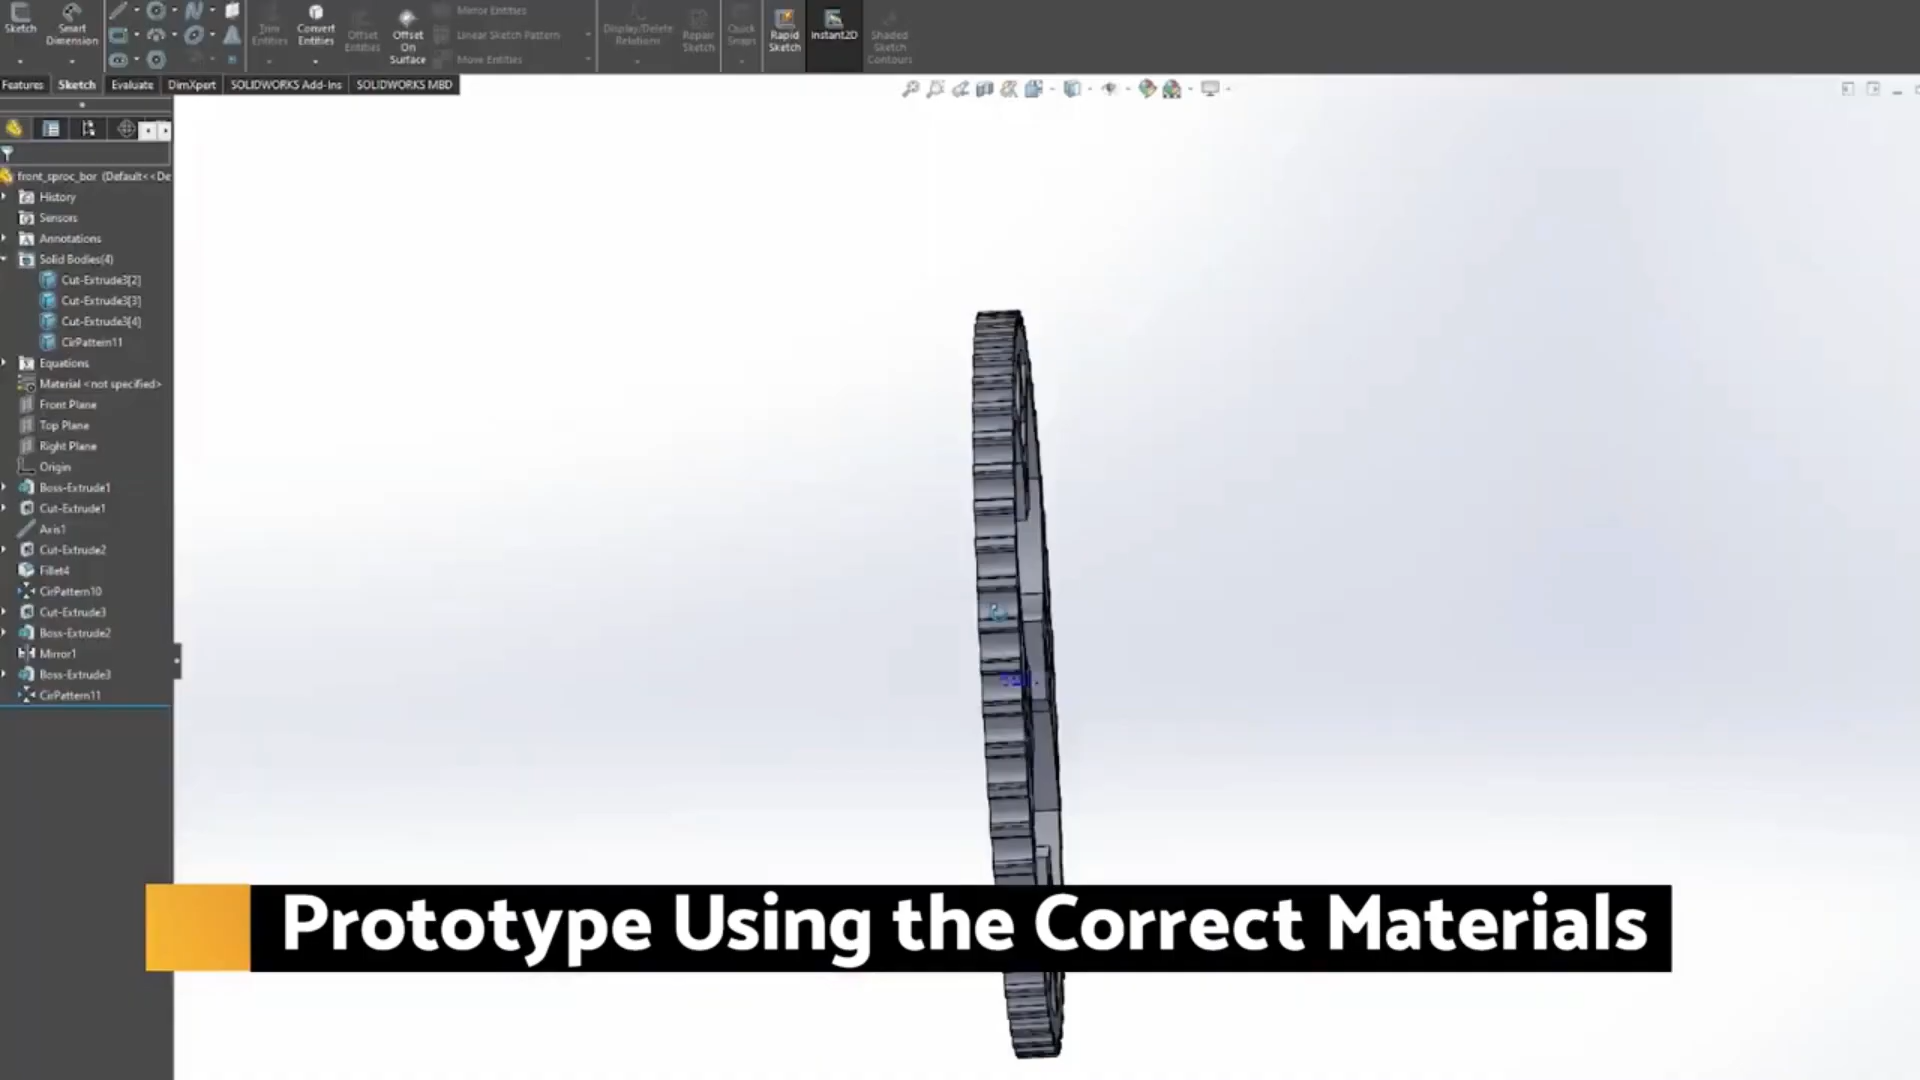 Sketch
Smart Dimension
Trim Entities
Convert Entities
Offset Entities
Offset On Surface
Mirror Entities
Linear Sketch Pattern
Move Entities
Display/Delete Relations
Repair Sketch
Quick Snaps
Rapid Sketch
Instant2D
Shaded Sketch Contours
Features Sketch Evaluate DimXpert SOLIDWORKS Add-Ins SOLIDWORKS MBD
front_sproc_bor (Default<<De
History
Sensors
Annotations
Solid Bodies(4)
Cut-Extrude3[2]
Cut-Extrude3[3]
Cut-Extrude3[4]
CirPattern11
Equations
Material <not specified>
Front Plane
Top Plane
Right Plane
Origin
Boss-Extrude1
Cut-Extrude1
Axis1
Cut-Extrude2
Fillet4
CirPattern10
Cut-Extrude3
Boss-Extrude2
Mirror1
Boss-Extrude3
CirPattern11
Prototype Using the Correct Materials